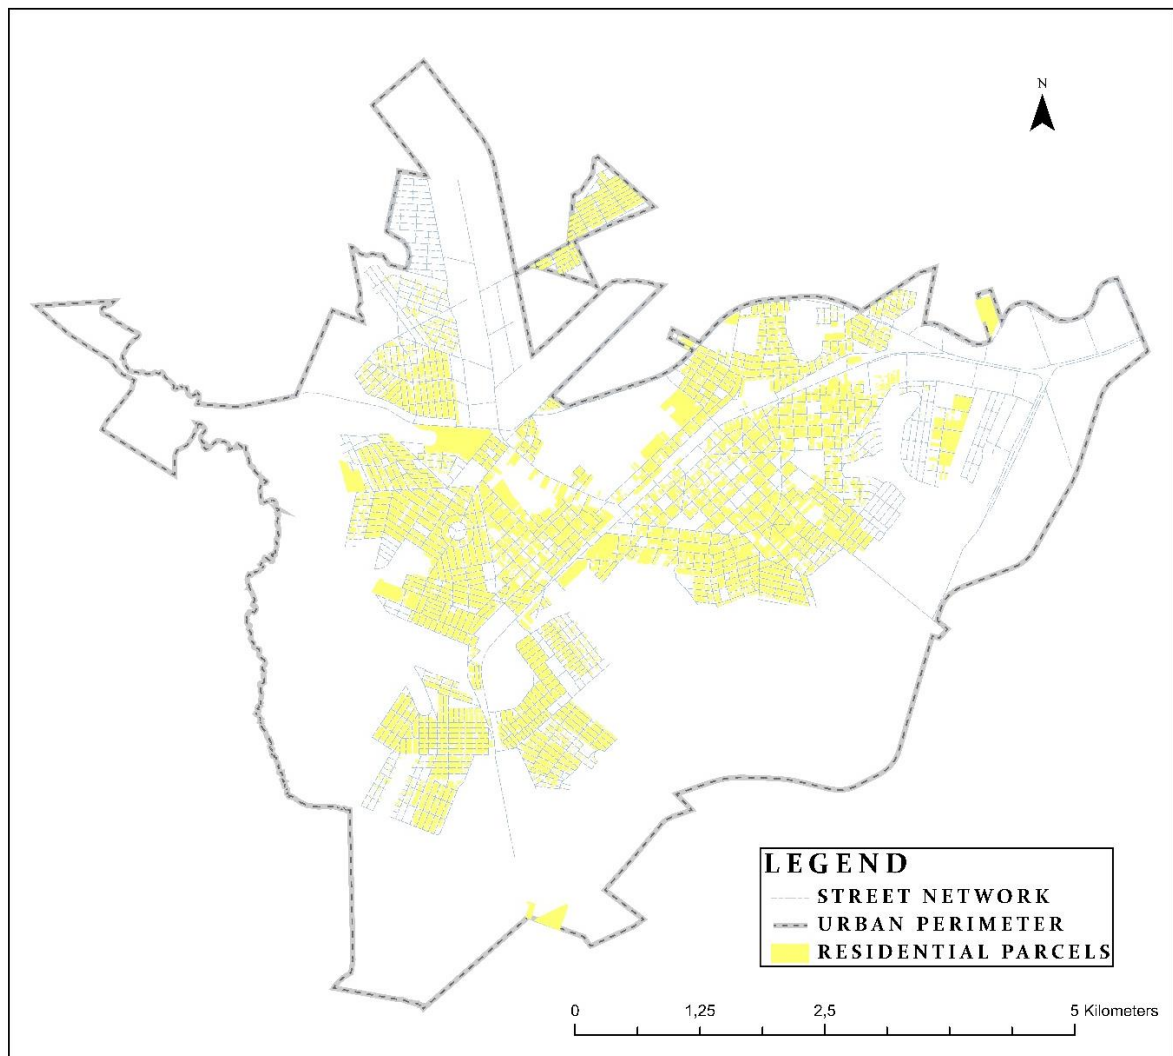 N
LEGEND
STREET NETWORK
URBAN PERIMETER
RESIDENTIAL PARCELS
0 1,25 2,5 5 Kilometers